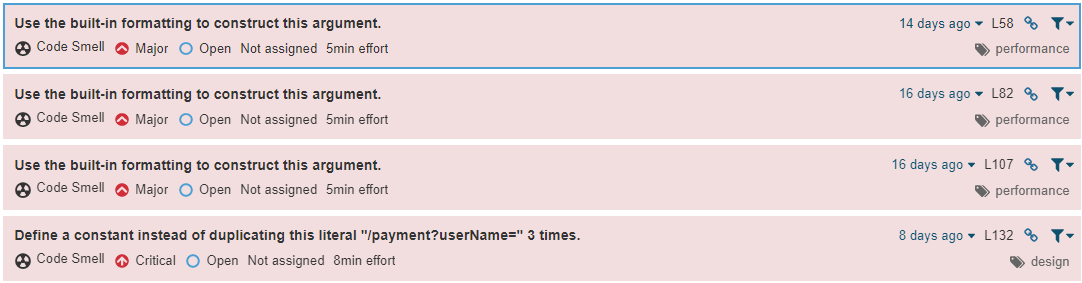 Use the built-in formatting to construct this argument. 14 days ago L58
Code Smell Major Open Not assigned 5min effort performance
Use the built-in formatting to construct this argument. 16 days ago L82
Code Smell Major Open Not assigned 5min effort performance
Use the built-in formatting to construct this argument. 16 days ago L107
Code Smell Major Open Not assigned 5min effort performance
Define a constant instead of duplicating this literal "/payment?userName=" 3 times. 8 days ago L132
Code Smell Critical Open Not assigned 8min effort design